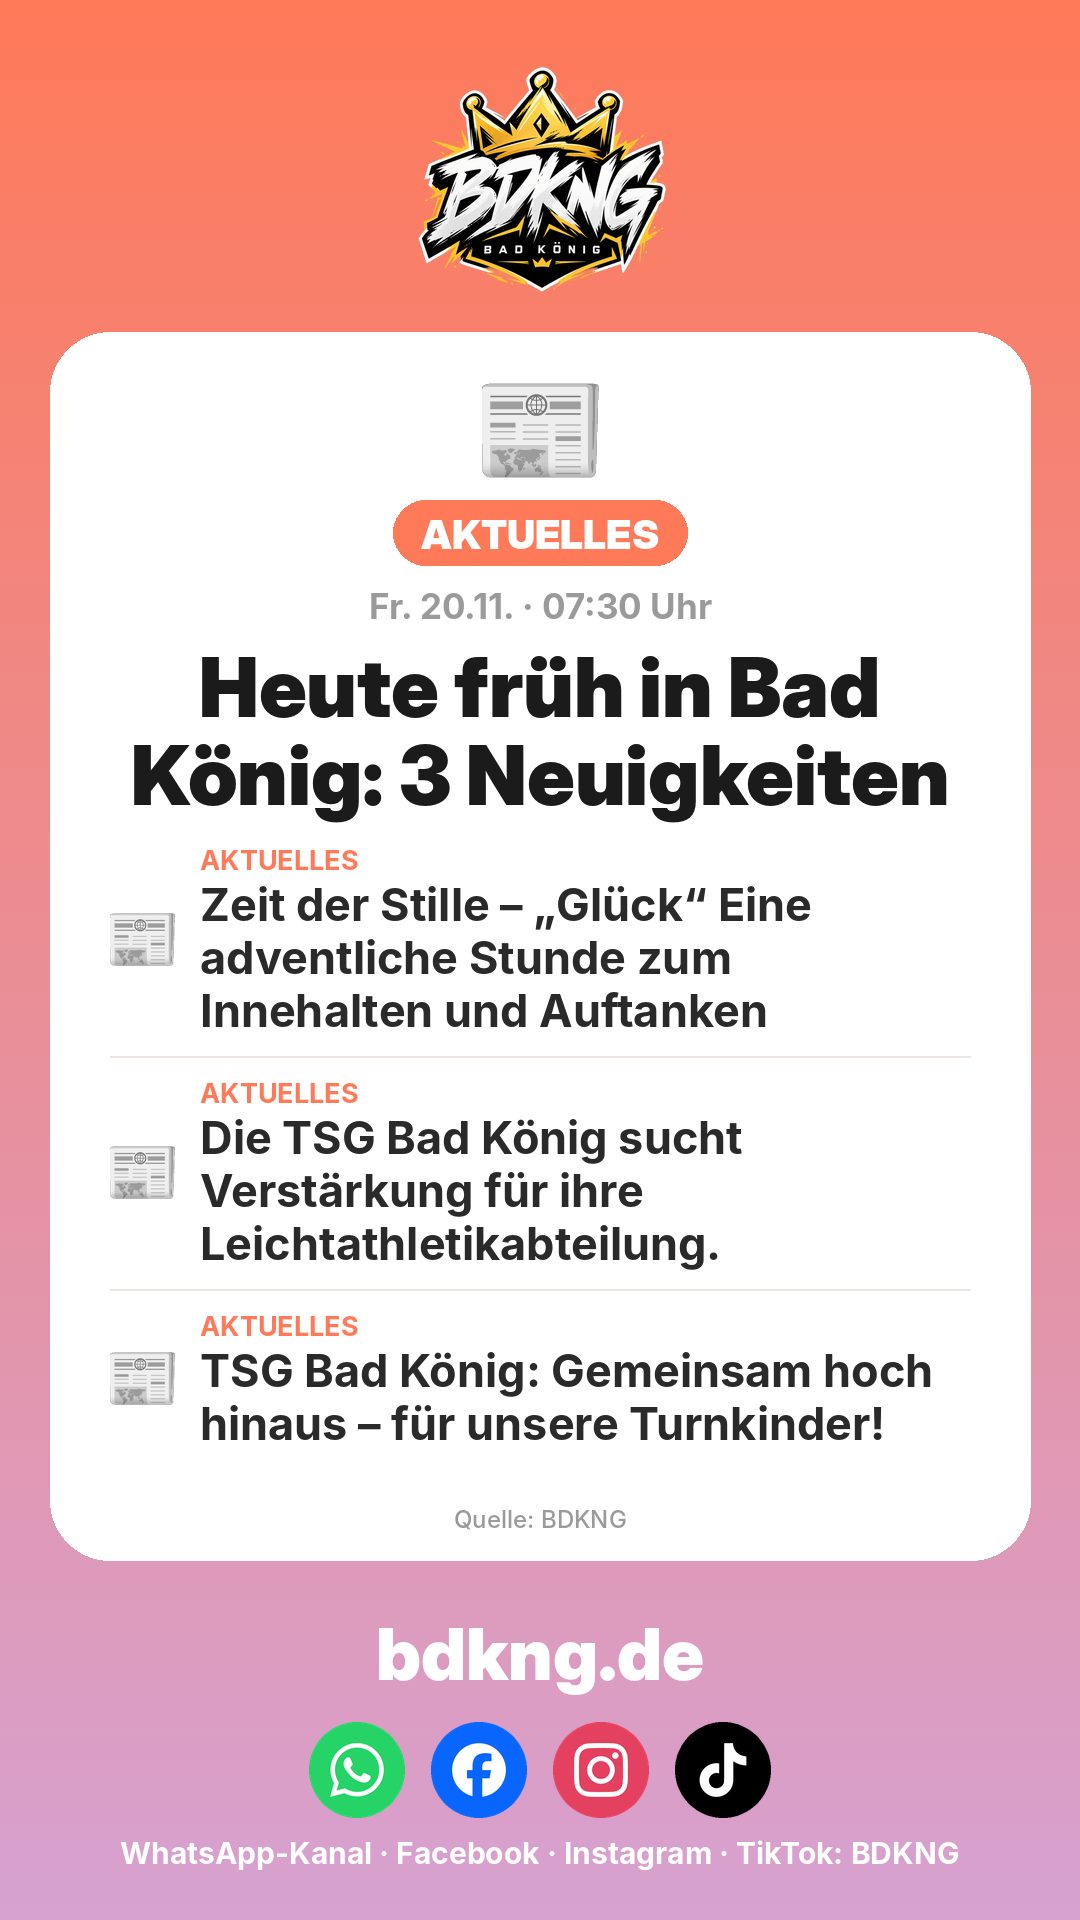 BDKNG
BAD KÖNIG
AKTUELLES
Fr. 20.11. · 07:30 Uhr
Heute früh in Bad
König: 3 Neuigkeiten
AKTUELLES
Zeit der Stille – „Glück“ Eine
adventliche Stunde zum
Innehalten und Auftanken
AKTUELLES
Die TSG Bad König sucht
Verstärkung für ihre
Leichtathletikabteilung.
AKTUELLES
TSG Bad König: Gemeinsam hoch
hinaus – für unsere Turnkinder!
Quelle: BDKNG
bdkng.de
WhatsApp-Kanal · Facebook · Instagram · TikTok: BDKNG